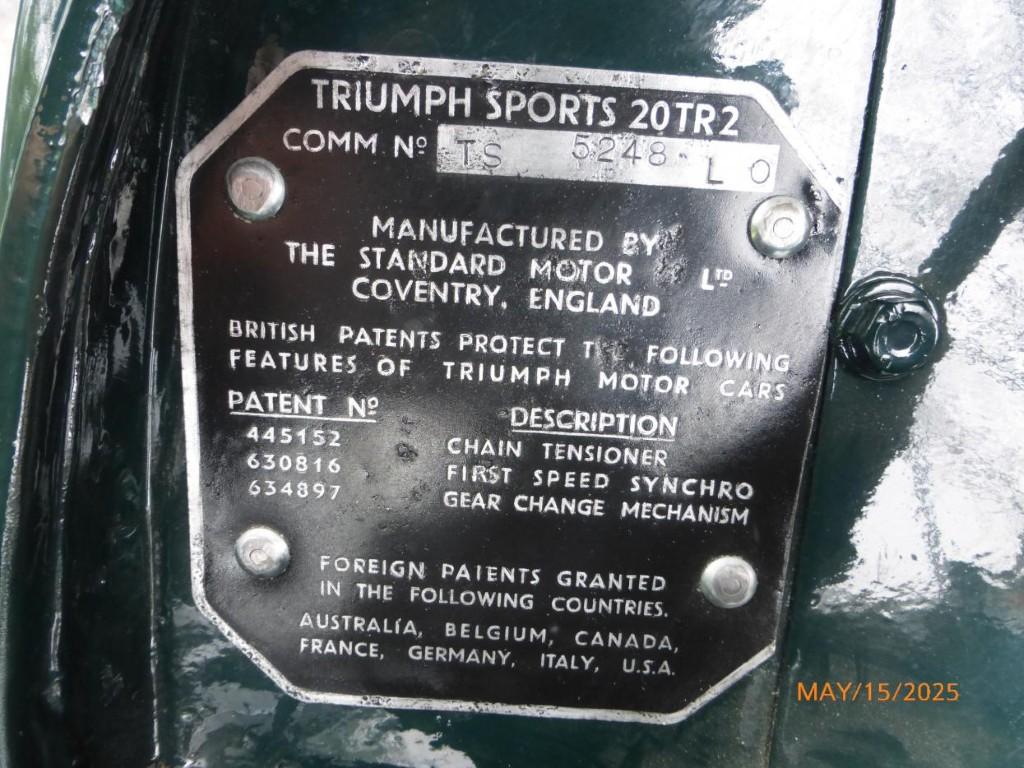 TRIUMPH SPORTS 20TR2
COMM. Nº TS 5248 L O
MANUFACTURED BY
THE STANDARD MOTOR LTD
COVENTRY, ENGLAND
BRITISH PATENTS PROTECT FOLLOWING
FEATURES OF TRIUMPH MOTOR CARS
PATENT Nº DESCRIPTION
445152 CHAIN TENSIONER
630816 FIRST SPEED SYNCHRO
634897 GEAR CHANGE MECHANISM
FOREIGN PATENTS GRANTED
IN THE FOLLOWING COUNTRIES.
AUSTRALIA, BELGIUM, CANADA,
FRANCE, GERMANY, ITALY, U.S.A.
MAY/15/2025